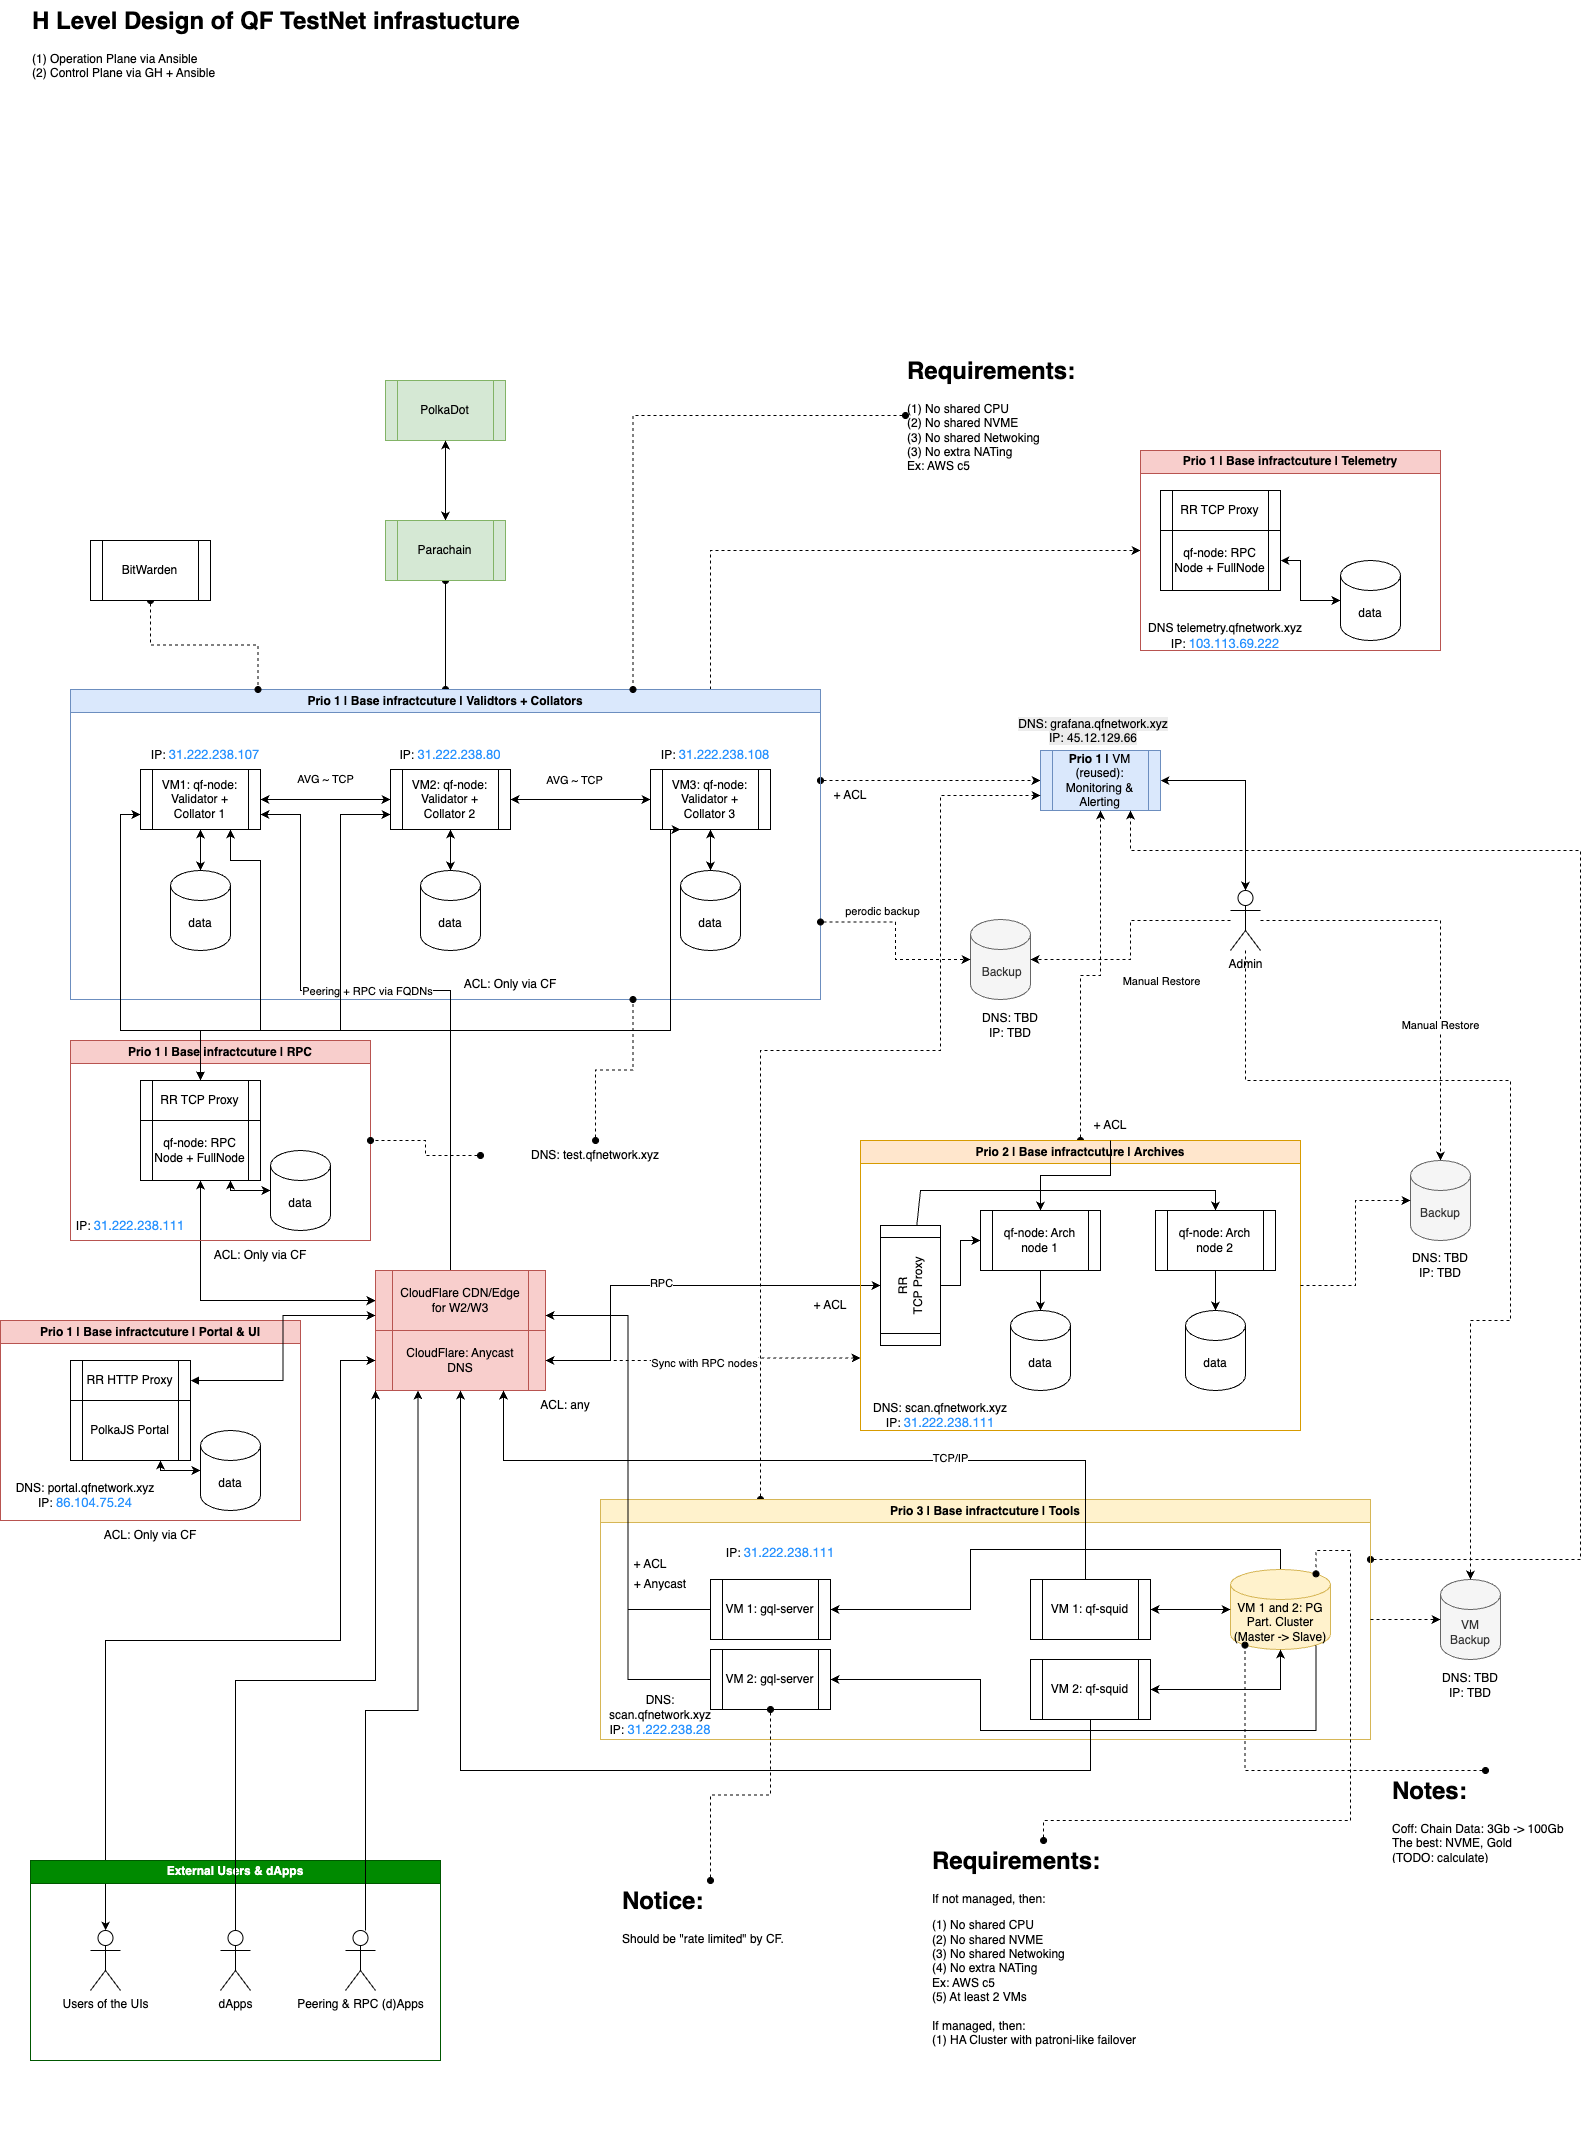 H Level Design of QF TestNet infrastucture
(1) Operation Plane via Ansible
(2) Control Plane via GH + Ansible
Requirements:
(1) No shared CPU
(2) No shared NVME
(3) No shared Netwoking
(3) No extra NATing
Ex: AWS c5
PolkaDot
Parachain
BitWarden
Prio 1 | Base infractcuture | Telemetry
RR TCP Proxy
qf-node: RPC
Node + FullNode
data
DNS telemetry.qfnetwork.xyz
IP: 103.113.69.222
Prio 1 | Base infractcuture | Validtors + Collators
IP: 31.222.238.107
IP: 31.222.238.80
IP: 31.222.238.108
VM1: qf-node:
Validator +
Collator 1
AVG ~ TCP
VM2: qf-node:
Validator +
Collator 2
AVG ~ TCP
VM3: qf-node:
Validator +
Collator 3
data
data
data
Peering + RPC via FQDNs
ACL: Only via CF
DNS: grafana.qfnetwork.xyz
IP: 45.12.129.66
Prio 1 | VM
(reused):
Monitoring &
Alerting
+ ACL
perodic backup
Backup
DNS: TBD
IP: TBD
Admin
Manual Restore
Manual Restore
Prio 1 | Base infractcuture | RPC
RR TCP Proxy
qf-node: RPC
Node + FullNode
data
IP: 31.222.238.111
ACL: Only via CF
DNS: test.qfnetwork.xyz
+ ACL
Prio 2 | Base infractcuture | Archives
RR
TCP Proxy
qf-node: Arch
node 1
qf-node: Arch
node 2
data
data
DNS: scan.qfnetwork.xyz
IP: 31.222.238.111
Backup
DNS: TBD
IP: TBD
RPC
+ ACL
Sync with RPC nodes
CloudFlare CDN/Edge
for W2/W3
CloudFlare: Anycast
DNS
ACL: any
Prio 1 | Base infractcuture | Portal & UI
RR HTTP Proxy
PolkaJS Portal
data
DNS: portal.qfnetwork.xyz
IP: 86.104.75.24
ACL: Only via CF
TCP/IP
Prio 3 | Base infractcuture | Tools
IP: 31.222.238.111
+ ACL
+ Anycast
VM 1: gql-server
VM 1: qf-squid
VM 1 and 2: PG
Part. Cluster
(Master -> Slave)
VM 2: gql-server
VM 2: qf-squid
DNS:
scan.qfnetwork.xyz
IP: 31.222.238.28
VM
Backup
DNS: TBD
IP: TBD
Notes:
Coff: Chain Data: 3Gb -> 100Gb
The best: NVME, Gold
(TODO: calculate)
External Users & dApps
Users of the UIs
dApps
Peering & RPC (d)Apps
Notice:
Should be "rate limited" by CF.
Requirements:
If not managed, then:
(1) No shared CPU
(2) No shared NVME
(3) No shared Netwoking
(4) No extra NATing
Ex: AWS c5
(5) At least 2 VMs
If managed, then:
(1) HA Cluster with patroni-like failover